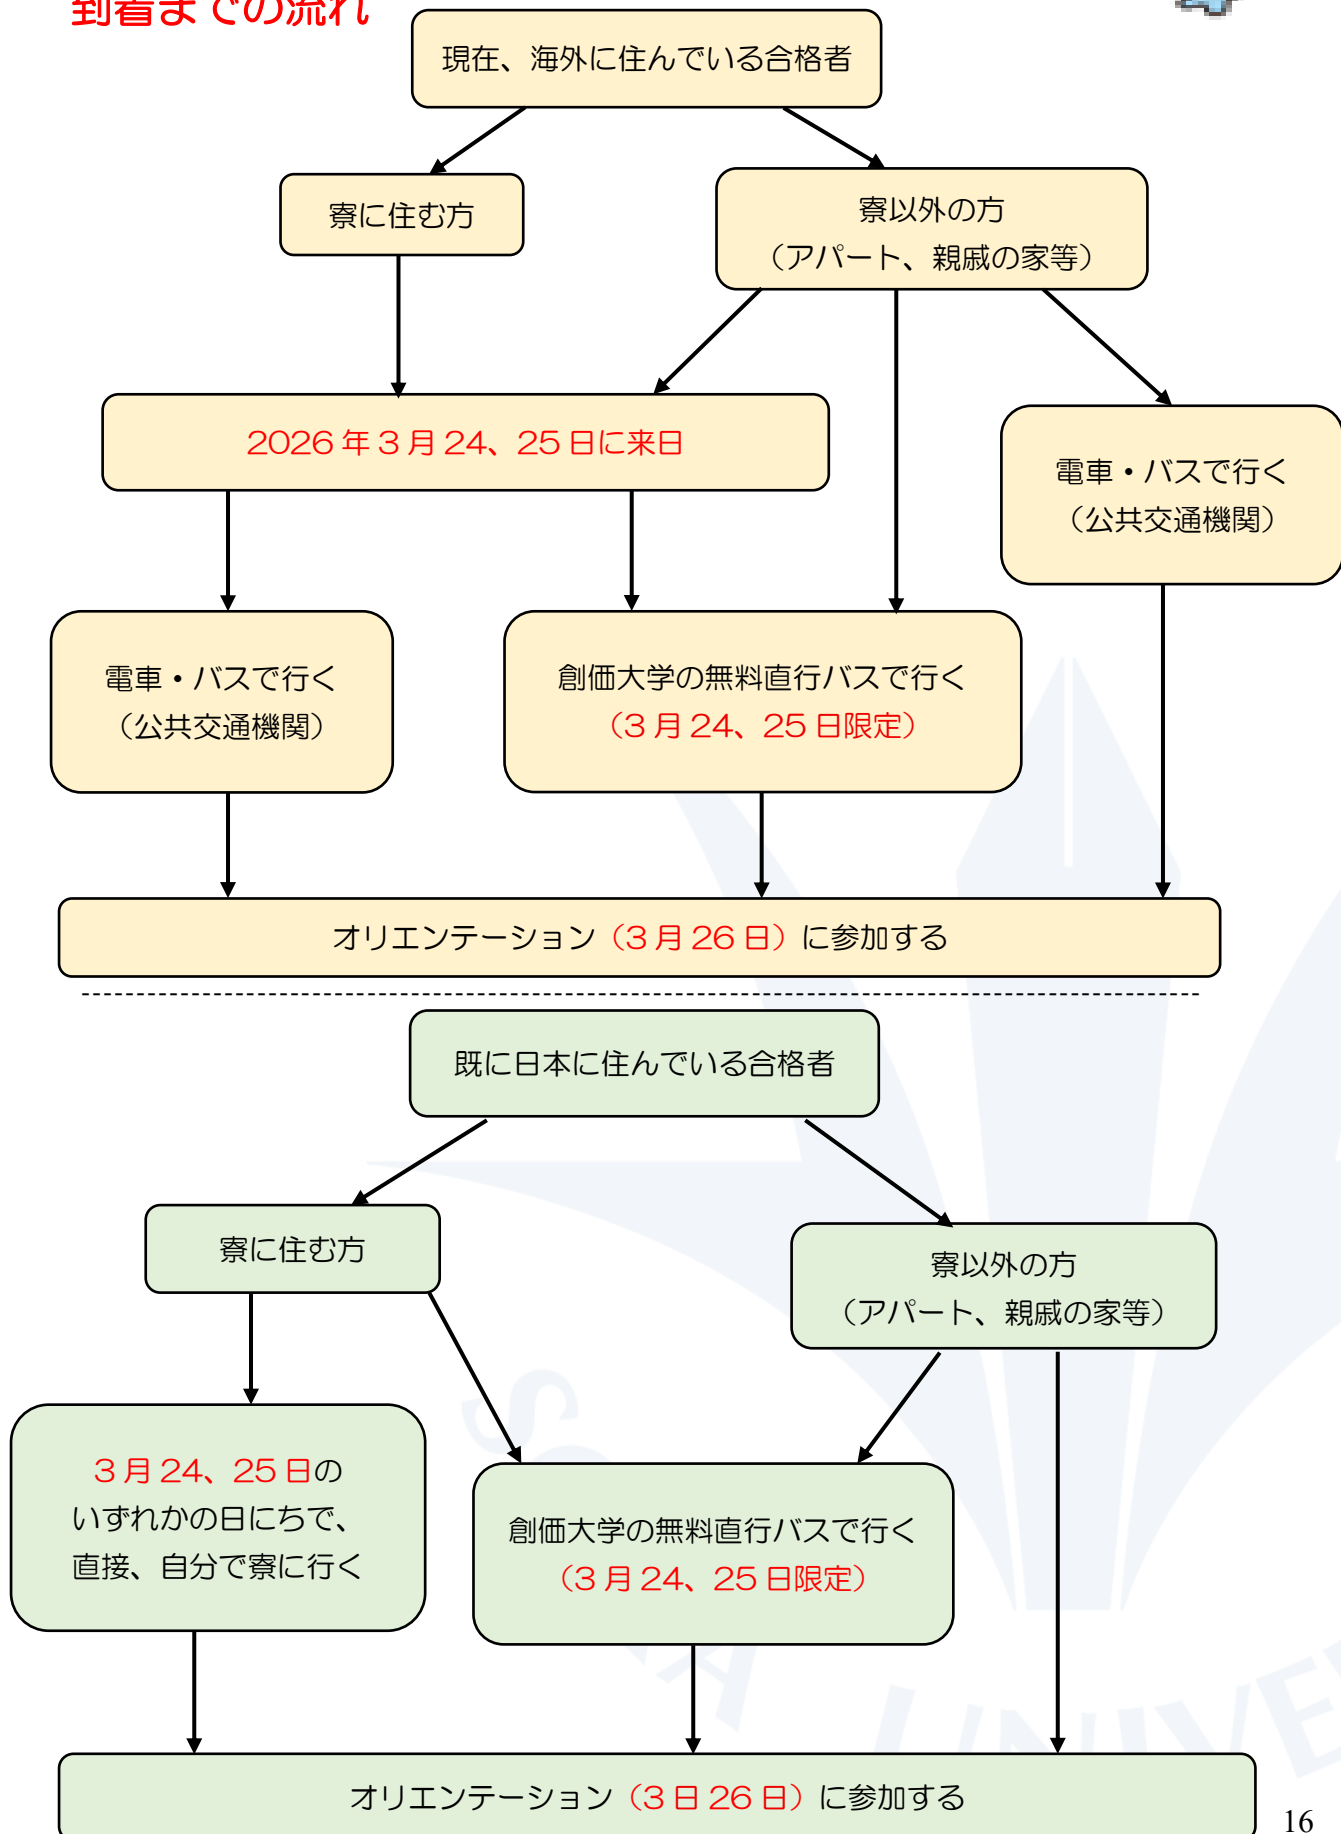 到着までの流れ
現在、海外に住んでいる合格者
寮に住む方
寮以外の方
（アパート、親戚の家等）
2026年3月24、25日に来日
電車・バスで行く
（公共交通機関）
電車・バスで行く
（公共交通機関）
創価大学の無料直行バスで行く
（3月24、25日限定）
オリエンテーション（3月26日）に参加する
既に日本に住んでいる合格者
寮に住む方
寮以外の方
（アパート、親戚の家等）
3月24、25日の
いずれかの日にちで、
直接、自分で寮に行く
創価大学の無料直行バスで行く
（3月24、25日限定）
オリエンテーション（3日26日）に参加する
16